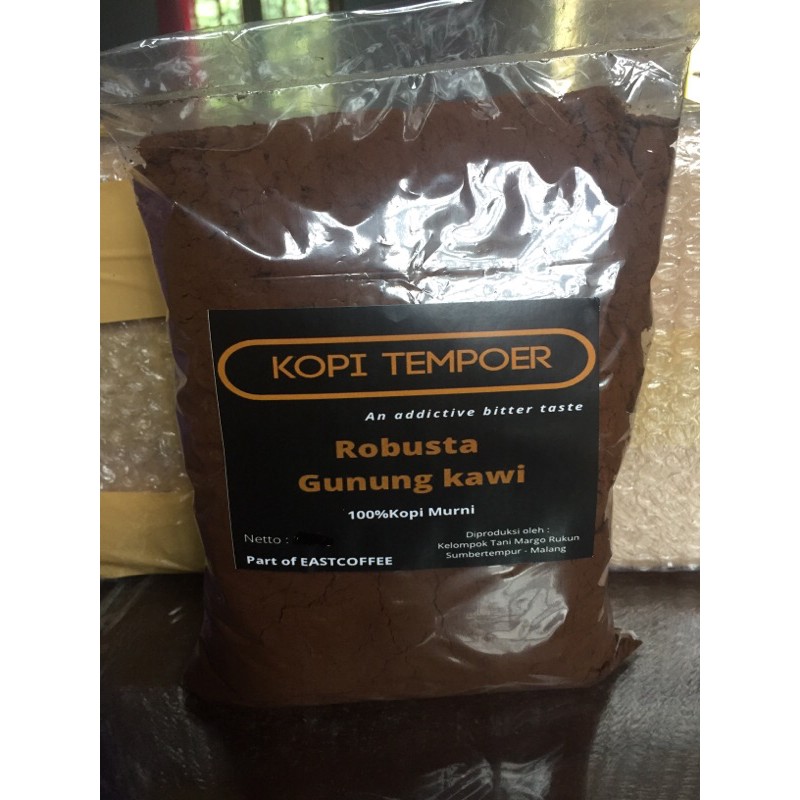 KOPI TEMPOER
An addictive bitter taste
Robusta
Gunung kawi
100%Kopi Murni
Netto :
Diproduksi oleh :
Kelompok Tani Margo Rukun
Sumbertempur - Malang
Part of EASTCOFFEE